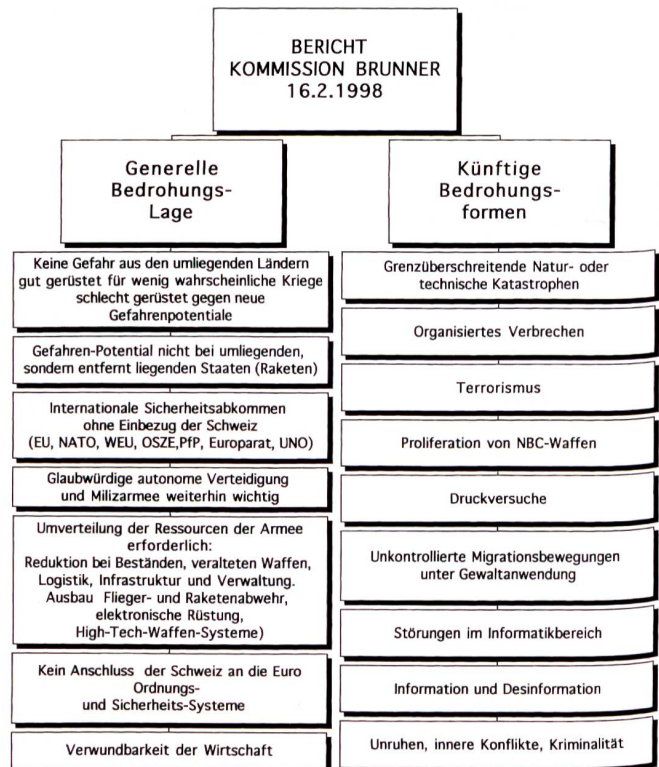 BERICHT
KOMMISSION BRUNNER
16.2.1998
Generelle
Bedrohungs-
Lage
Keine Gefahr aus den umliegenden Ländern
gut gerüstet für wenig wahrscheinliche Kriege
schlecht gerüstet gegen neue
Gefahrenpotentiale
Gefahren-Potential nicht bei umliegenden,
sondern entfernt liegenden Staaten (Raketen)
Internationale Sicherheitsabkommen
ohne Einbezug der Schweiz
(EU, NATO, WEU, OSZE,PfP, Europarat, UNO)
Glaubwürdige autonome Verteidigung
und Milizarmee weiterhin wichtig
Umverteilung der Ressourcen der Armee
erforderlich:
Reduktion bei Beständen, veralteten Waffen,
Logistik, Infrastruktur und Verwaltung.
Ausbau Flieger- und Raketenabwehr,
elektronische Rüstung,
High-Tech-Waffen-Systeme)
Kein Anschluss der Schweiz an die Euro
Ordnungs-
und Sicherheits-Systeme
Verwundbarkeit der Wirtschaft
Künftige
Bedrohungs-
formen
Grenzüberschreitende Natur- oder
technische Katastrophen
Organisiertes Verbrechen
Terrorismus
Proliferation von NBC-Waffen
Druckversuche
Unkontrollierte Migrationsbewegungen
unter Gewaltanwendung
Störungen im Informatikbereich
Information und Desinformation
Unruhen, innere Konflikte, Kriminalität